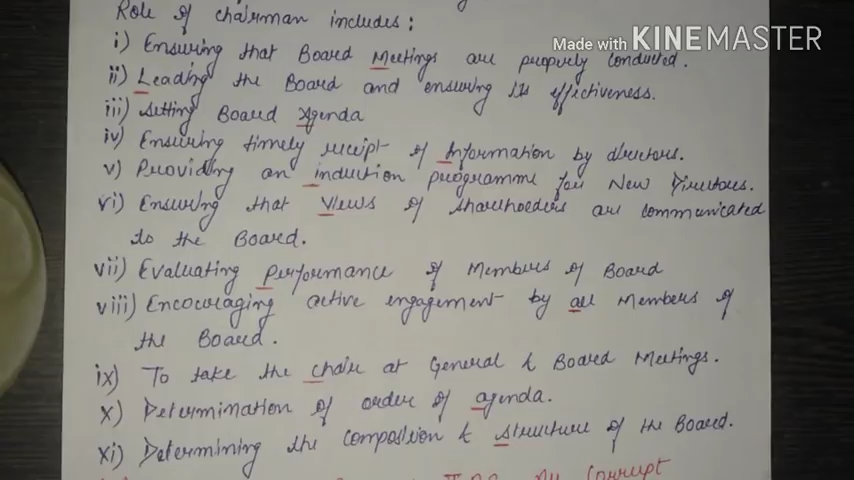 Role of chairman includes:
Made with KINEMASTER
i) Ensuring that Board Meetings are properly conducted.
ii) Leading the Board and ensuring its effectiveness.
iii) Setting Board Agenda
iv) Ensuring timely receipt of Information by directors.
v) Providing an induction programme for New Directors.
vi) Ensuring that views of shareholders are communicated
to the Board.
vii) Evaluating performance of Members of Board
viii) Encouraging active engagement by all Members of
the Board.
ix) To take the chair at General & Board Meetings.
x) Determination of order of agenda.
xi) Determining the composition & structure of the Board.
Corrupt